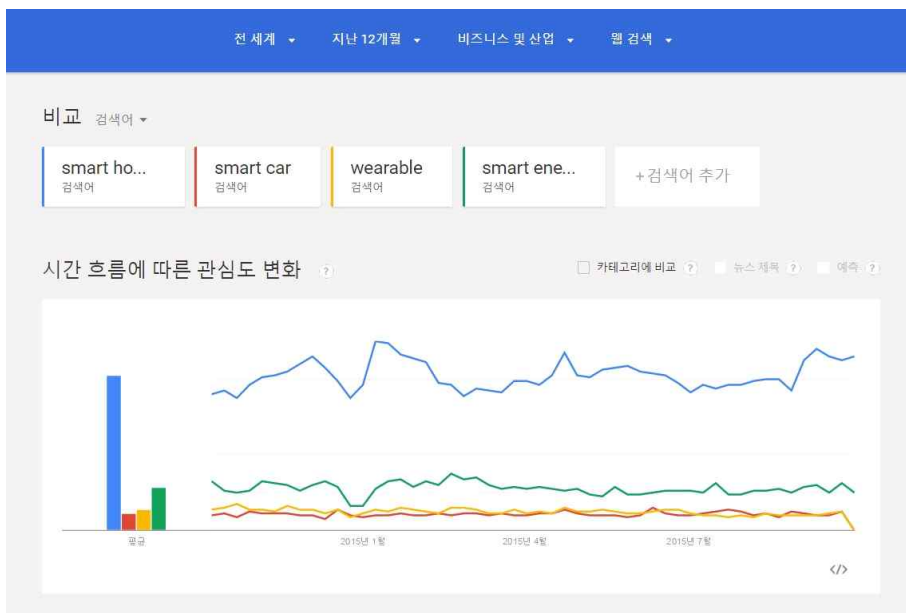 전 세계 지난 12개월 비즈니스 및 산업 웹 검색
비교 검색어
smart ho... smart car wearable smart ene... +검색어 추가
검색어 검색어 검색어 검색어
시간 흐름에 따른 관심도 변화 ? 카테고리에 비교 ? 뉴스 제목 ? 예측 ?
평균 2015년 1월 2015년 4월 2015년 7월
</>